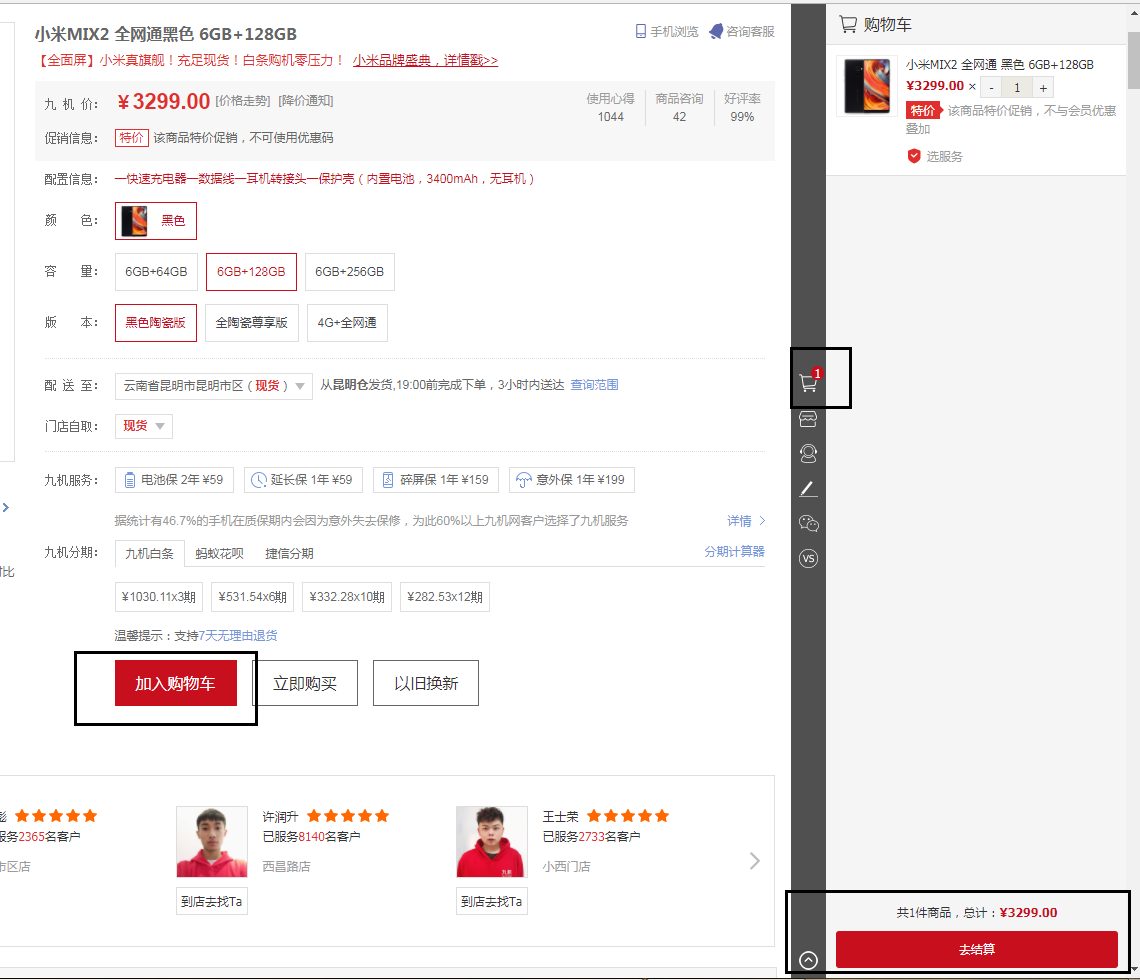 小米MIX2 全网通黑色 6GB+128GB
手机浏览 咨询客服
【全面屏】小米真旗舰！充足现货！白条购机零压力！ 小米品牌盛典，详情戳>>
九 机 价： ¥3299.00 [价格走势] [降价通知]
使用心得 商品咨询 好评率
1044 42 99%
促销信息： 特价 该商品特价促销，不可使用优惠码
配置信息： 一快速充电器一数据线一耳机转接头一保护壳（内置电池，3400mAh，无耳机）
颜 色： 黑色
容 量： 6GB+64GB 6GB+128GB 6GB+256GB
版 本： 黑色陶瓷版 全陶瓷尊享版 4G+全网通
配 送 至： 云南省昆明市昆明市区（现货） 从昆明仓发货,19:00前完成下单，3小时内送达 查询范围
门店自取： 现货
九机服务： 电池保 2年 ¥59 延长保 1年 ¥59 碎屏保 1年 ¥159 意外保 1年 ¥199
据统计有46.7%的手机在质保期内会因为意外失去保修，为此60%以上九机网客户选择了九机服务 详情
九机分期： 九机白条 蚂蚁花呗 捷信分期 分期计算器
对比
¥1030.11x3期 ¥531.54x6期 ¥332.28x10期 ¥282.53x12期
温馨提示：支持7天无理由退货
加入购物车 立即购买 以旧换新
彭 许润升 王士荣
服务2365名客户 已服务8140名客户 已服务2733名客户
市区店 西昌路店 小西门店
到店去找Ta 到店去找Ta
1
VS
购物车
小米MIX2 全网通 黑色 6GB+128GB
¥3299.00 × - 1 +
特价 该商品特价促销，不与会员优惠
叠加
选服务
共1件商品，总计：¥3299.00
去结算